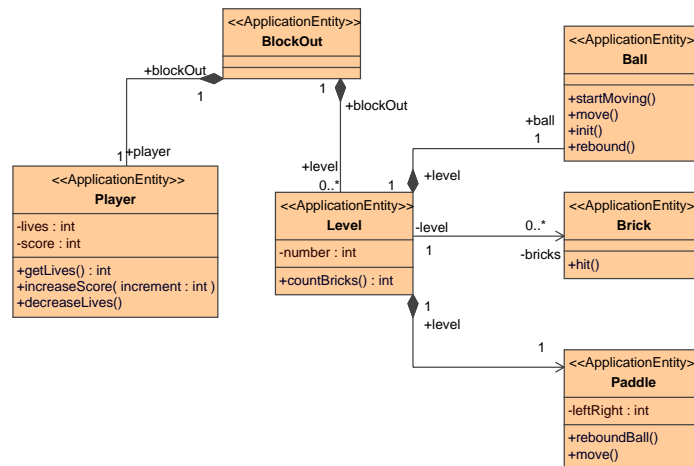 <<ApplicationEntity>>
BlockOut
+blockOut
1
1
+blockOut
1
+player
<<ApplicationEntity>>
Player
-lives : int
-score : int
+getLives() : int
+increaseScore( increment : int )
+decreaseLives()
+level
0..*
<<ApplicationEntity>>
Level
-number : int
+countBricks() : int
1
+level
+ball
1
<<ApplicationEntity>>
Ball
+startMoving()
+move()
+init()
+rebound()
-level
1
0..*
-bricks
<<ApplicationEntity>>
Brick
+hit()
1
+level
1
<<ApplicationEntity>>
Paddle
-leftRight : int
+reboundBall()
+move()